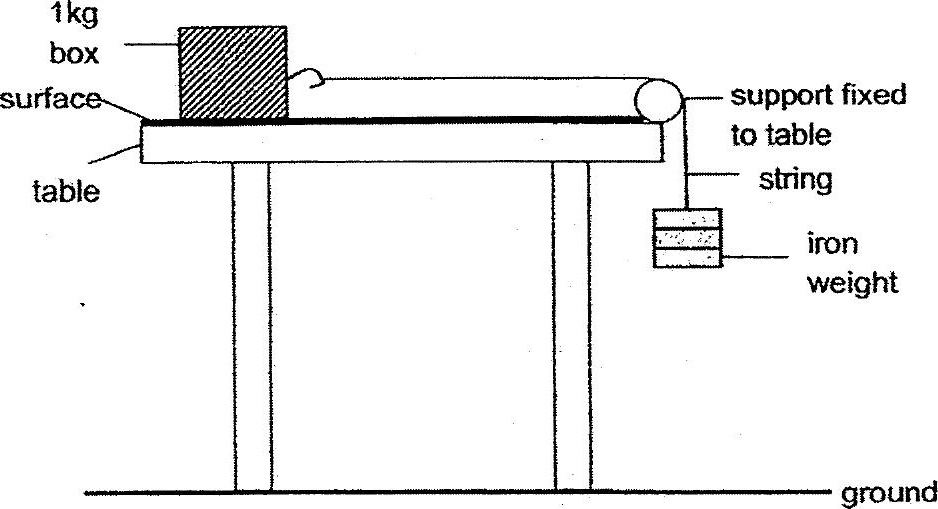 1kg
box
surface
table
support fixed
to table
string
iron
weight
ground